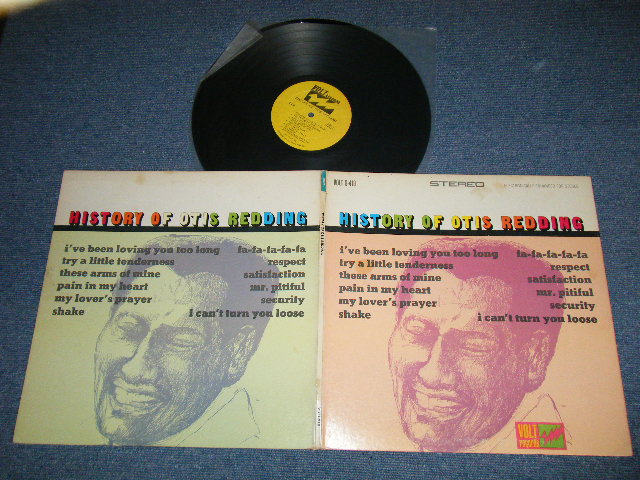 VOLT
VOLT S-418
STEREO
HISTORY OF OTIS REDDING
i've been loving you too long fa-fa-fa-fa-fa
try a little tenderness respect
these arms of mine satisfaction
pain in my heart mr. pitiful
my lover's prayer security
shake i can't turn you loose
HISTORY OF OTIS REDDING
i've been loving you too long fa-fa-fa-fa-fa
try a little tenderness respect
these arms of mine satisfaction
pain in my heart mr. pitiful
my lover's prayer security
shake i can't turn you loose
VOLT
records